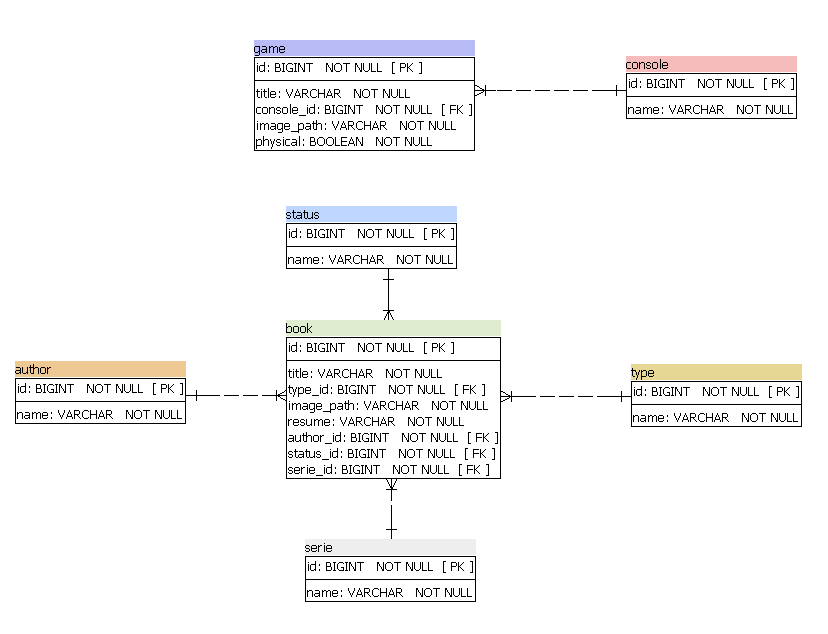 game
id: BIGINT NOT NULL [ PK ]
title: VARCHAR NOT NULL
console_id: BIGINT NOT NULL [ FK ]
image_path: VARCHAR NOT NULL
physical: BOOLEAN NOT NULL
console
id: BIGINT NOT NULL [ PK ]
name: VARCHAR NOT NULL
status
id: BIGINT NOT NULL [ PK ]
name: VARCHAR NOT NULL
book
id: BIGINT NOT NULL [ PK ]
title: VARCHAR NOT NULL
type_id: BIGINT NOT NULL [ FK ]
image_path: VARCHAR NOT NULL
resume: VARCHAR NOT NULL
author_id: BIGINT NOT NULL [ FK ]
status_id: BIGINT NOT NULL [ FK ]
serie_id: BIGINT NOT NULL [ FK ]
author
id: BIGINT NOT NULL [ PK ]
name: VARCHAR NOT NULL
type
id: BIGINT NOT NULL [ PK ]
name: VARCHAR NOT NULL
serie
id: BIGINT NOT NULL [ PK ]
name: VARCHAR NOT NULL